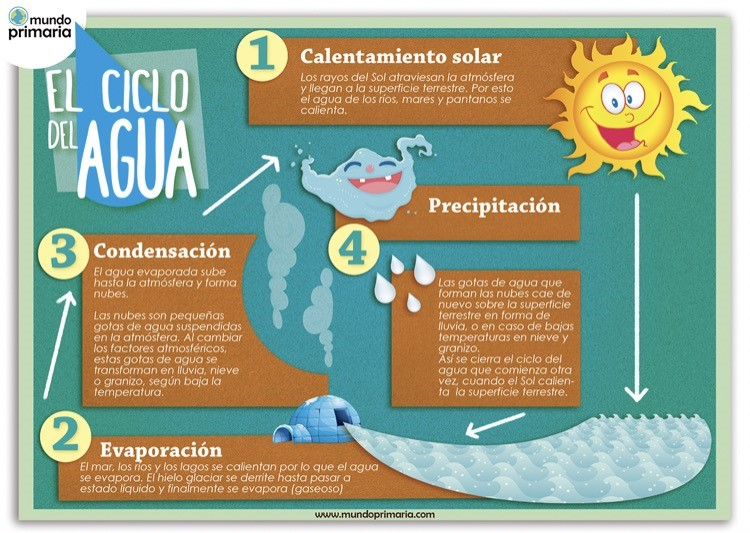 mundo
primaria
EL CICLO
DEL AGUA
1
Calentamiento solar
Los rayos del Sol atraviesan la atmósfera
y llegan a la superficie terrestre. Por esto
el agua de los ríos, mares y pantanos se
calienta.
2
Evaporación
El mar, los ríos y los lagos se calientan por lo que el agua
se evapora. El hielo glaciar se derrite hasta pasar a
estado líquido y finalmente se evapora (gaseoso)
3
Condensación
El agua evaporada sube
hasta la atmósfera y forma
nubes.
Las nubes son pequeñas
gotas de agua suspendidas
en la atmósfera. Al cambiar
los factores atmosféricos,
estas gotas de agua se
transforman en lluvia, nieve
o granizo, según baja la
temperatura.
4
Precipitación
Las gotas de agua que
forman las nubes cae de
nuevo sobre la superficie
terrestre en forma de
lluvia, o en caso de bajas
temperaturas en nieve y
granizo.
Así se cierra el ciclo del
agua que comienza otra
vez, cuando el Sol calien-
ta la superficie terrestre.
www.mundoprimaria.com